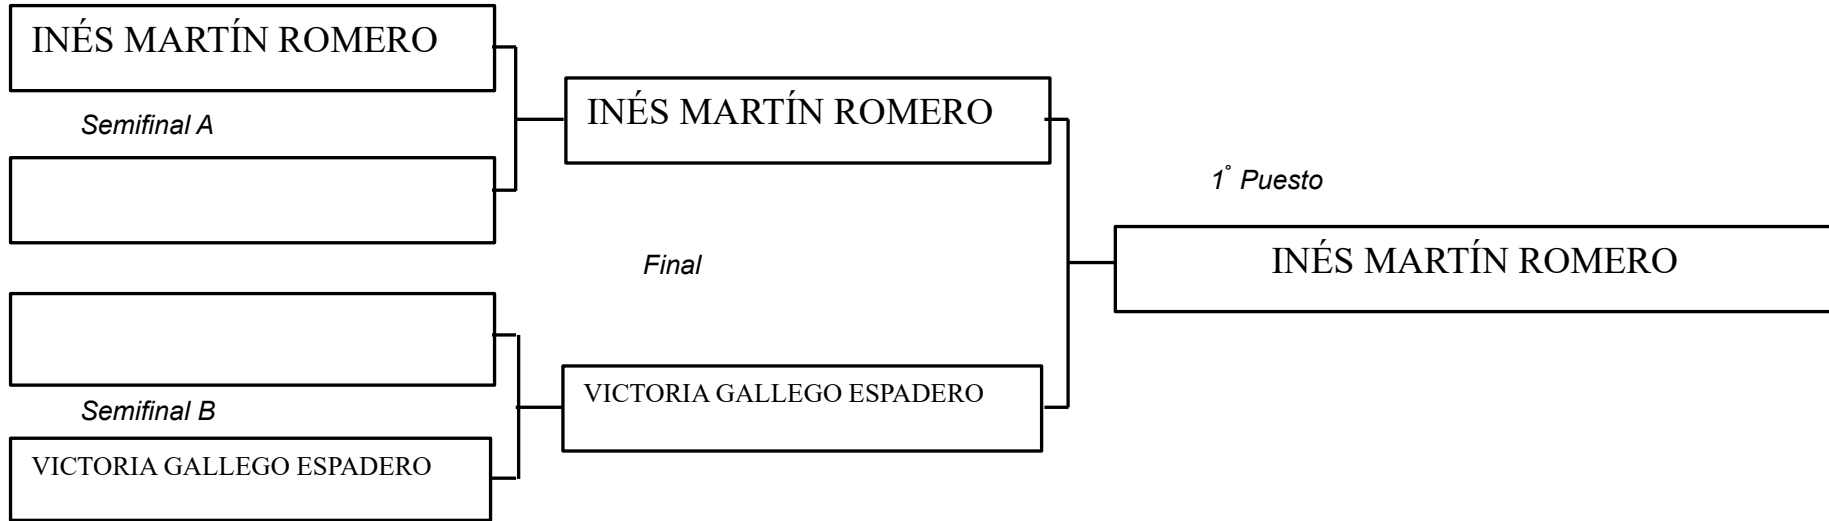 INÉS MARTÍN ROMERO
Semifinal A
INÉS MARTÍN ROMERO
1° Puesto
Final
INÉS MARTÍN ROMERO
VICTORIA GALLEGO ESPADERO
Semifinal B
VICTORIA GALLEGO ESPADERO